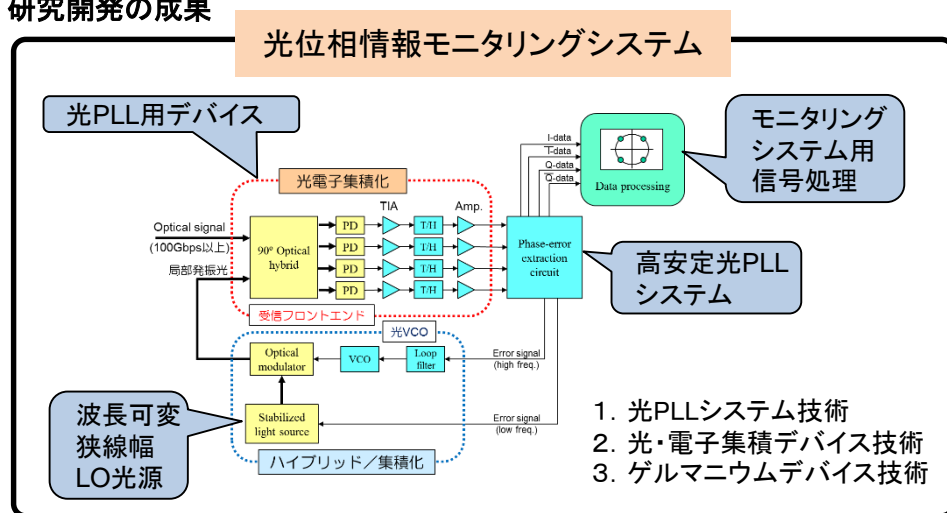 研究開発の成果
光位相情報モニタリングシステム
光PLL用デバイス
モニタリング
システム用
信号処理
I-data
I-data
Q-data
Q-data
Data processing
光電子集積化
TIA
Amp.
Optical signal
(100Gbps以上)
局部発振光
90° Optical
hybrid
PD
T/H
PD
T/H
PD
T/H
PD
T/H
Phase-error
extraction
circuit
高安定光PLL
システム
受信フロントエンド
光VCO
Optical
modulator
VCO
Loop
filter
Error signal
(high freq.)
波長可変
狭線幅
LO光源
Stabilized
light source
Error signal
(low freq.)
ハイブリッド／集積化
1. 光PLLシステム技術
2. 光・電子集積デバイス技術
3. ゲルマニウムデバイス技術